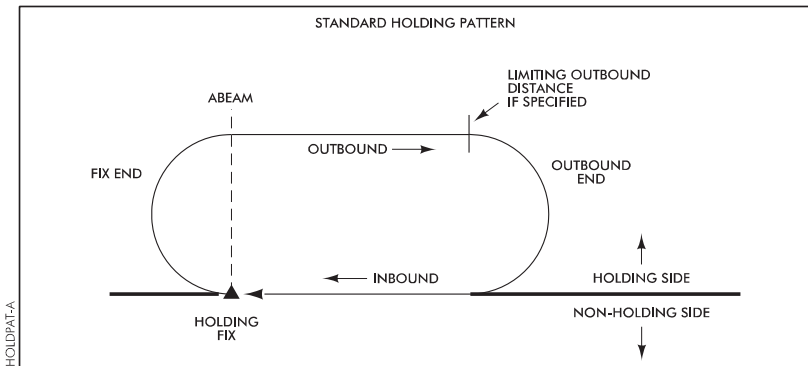 STANDARD HOLDING PATTERN
LIMITING OUTBOUND
DISTANCE
IF SPECIFIED
ABEAM
OUTBOUND
FIX END
OUTBOUND
END
INBOUND
HOLDING SIDE
NON-HOLDING SIDE
HOLDING
FIX
HOLDPAT-A